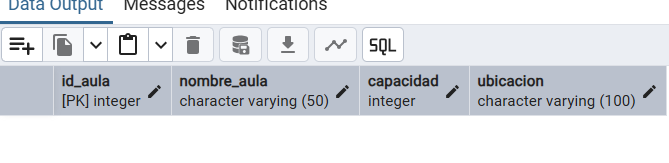 Data Output Messages Notifications
SQL
id_aula nombre_aula capacidad ubicacion
[PK] integer character varying (50) integer character varying (100)